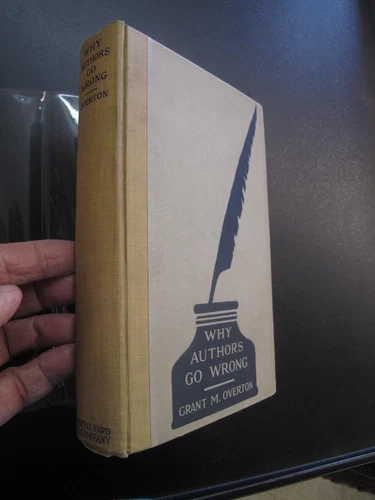 WHY
AUTHORS
GO
WRONG
OVERTON
WHY
AUTHORS
GO WRONG
GRANT M. OVERTON
COMPANY